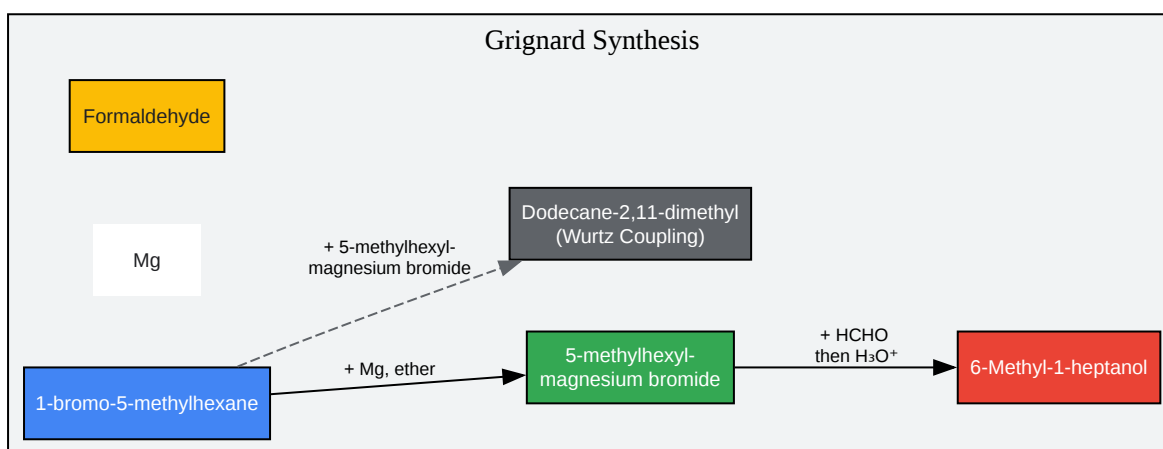 Grignard Synthesis
Formaldehyde
Mg
Dodecane-2,11-dimethyl
(Wurtz Coupling)
+ 5-methylhexyl-
magnesium bromide
1-bromo-5-methylhexane
+ Mg, ether
5-methylhexyl-
magnesium bromide
+ HCHO
then H₃O⁺
6-Methyl-1-heptanol